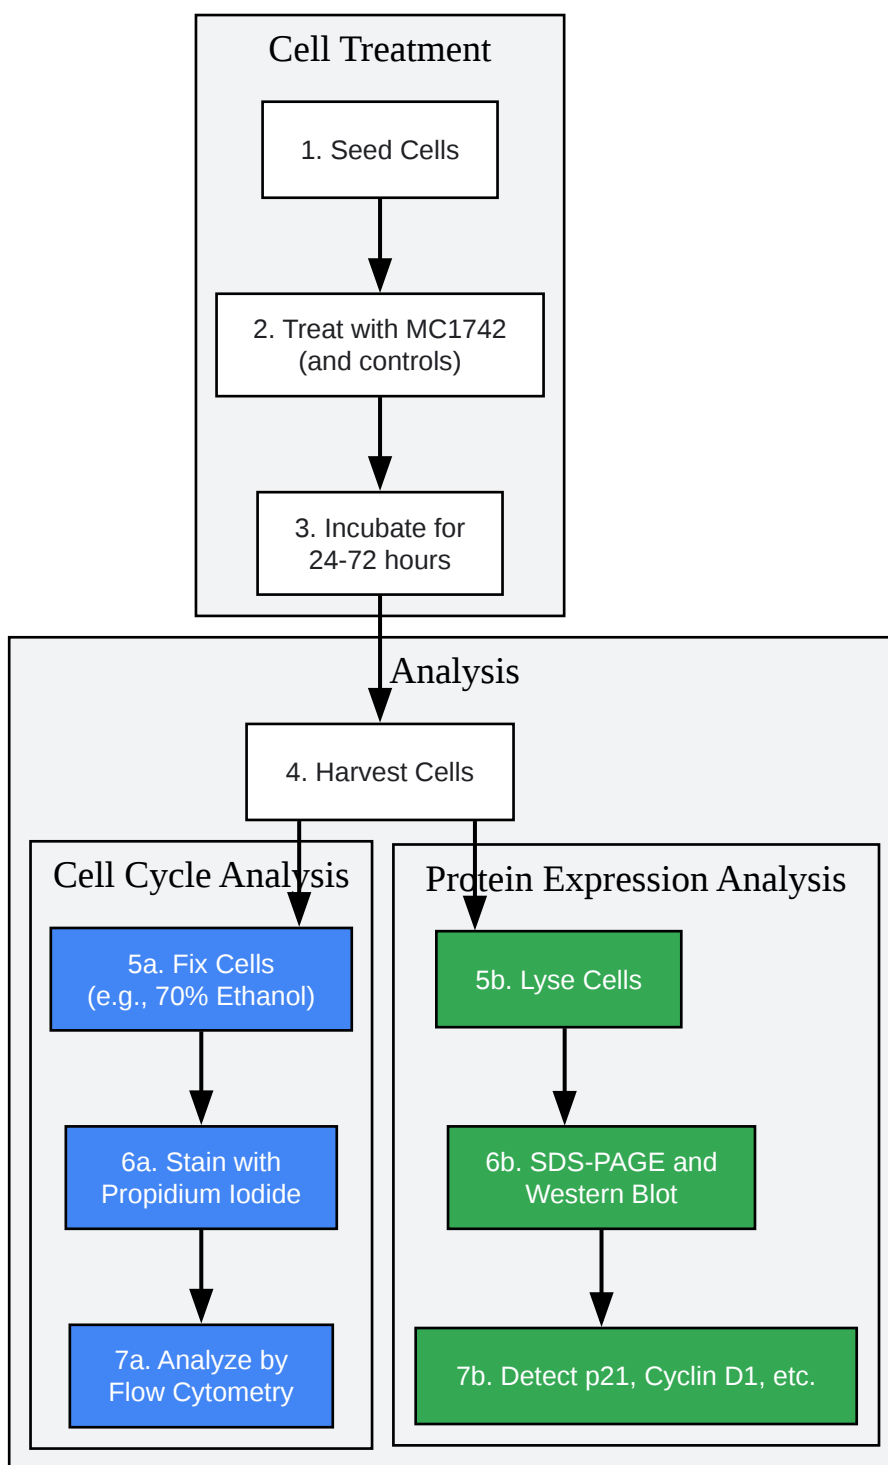 Cell Treatment
1. Seed Cells
2. Treat with MC1742
(and controls)
3. Incubate for
24-72 hours
Analysis
4. Harvest Cells
Cell Cycle Analysis
5a. Fix Cells
(e.g., 70% Ethanol)
6a. Stain with
Propidium Iodide
7a. Analyze by
Flow Cytometry
Protein Expression Analysis
5b. Lyse Cells
6b. SDS-PAGE and
Western Blot
7b. Detect p21, Cyclin D1, etc.